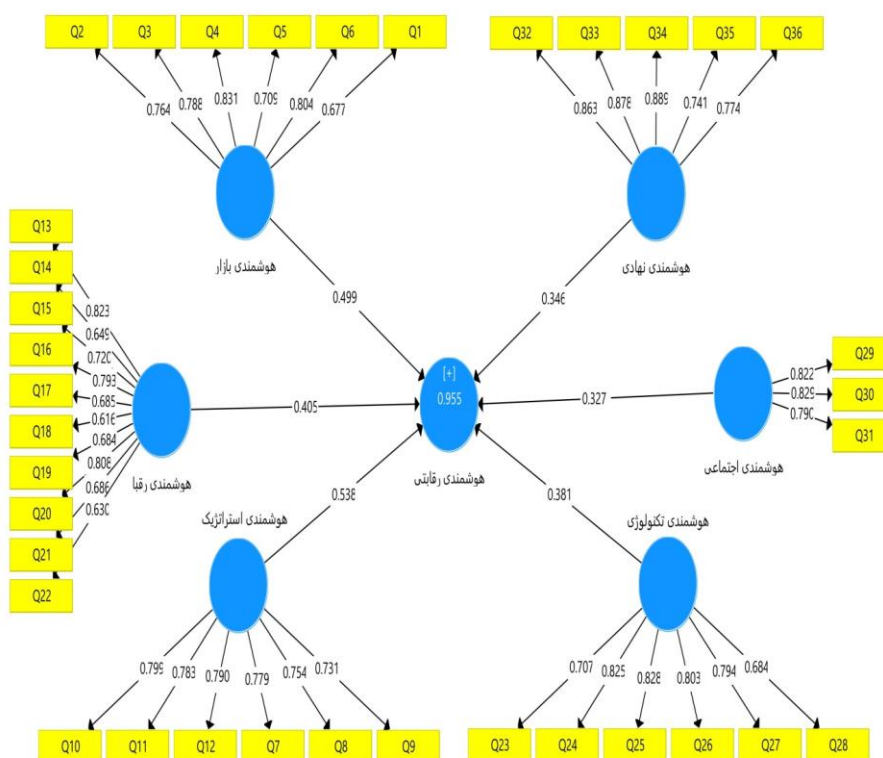 Q2 Q3 Q4 Q5 Q6 Q1
Q32 Q33 Q34 Q35 Q36
0.764 0.788 0.831 0.709 0.804 0.677
0.863 0.878 0.889 0.741 0.774
هوشمندی بازار
هوشمندی نهادی
Q13
Q14
Q15
Q16
Q17
Q18
Q19
Q20
Q21
Q22
0.823
0.649
0.720
0.793
0.685
0.616
0.684
0.808
0.686
0.630
هوشمندی رقبا
0.499
0.346
0.405
[+]
0.955
هوشمندی رقابتی
0.327
0.822
0.829
0.790
Q29
Q30
Q31
هوشمندی اجتماعی
0.538
0.381
هوشمندی استراتژیک
هوشمندی تکنولوژی
0.799 0.783 0.790 0.779 0.754 0.731
0.707 0.825 0.828 0.803 0.794 0.684
Q10 Q11 Q12 Q7 Q8 Q9
Q23 Q24 Q25 Q26 Q27 Q28